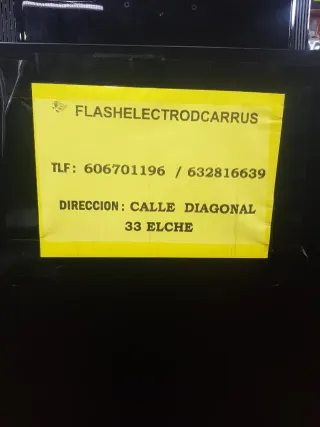 FLASHELECTRODCARRUS
TLF: 606701196 / 632816639
DIRECCION: CALLE DIAGONAL
33 ELCHE